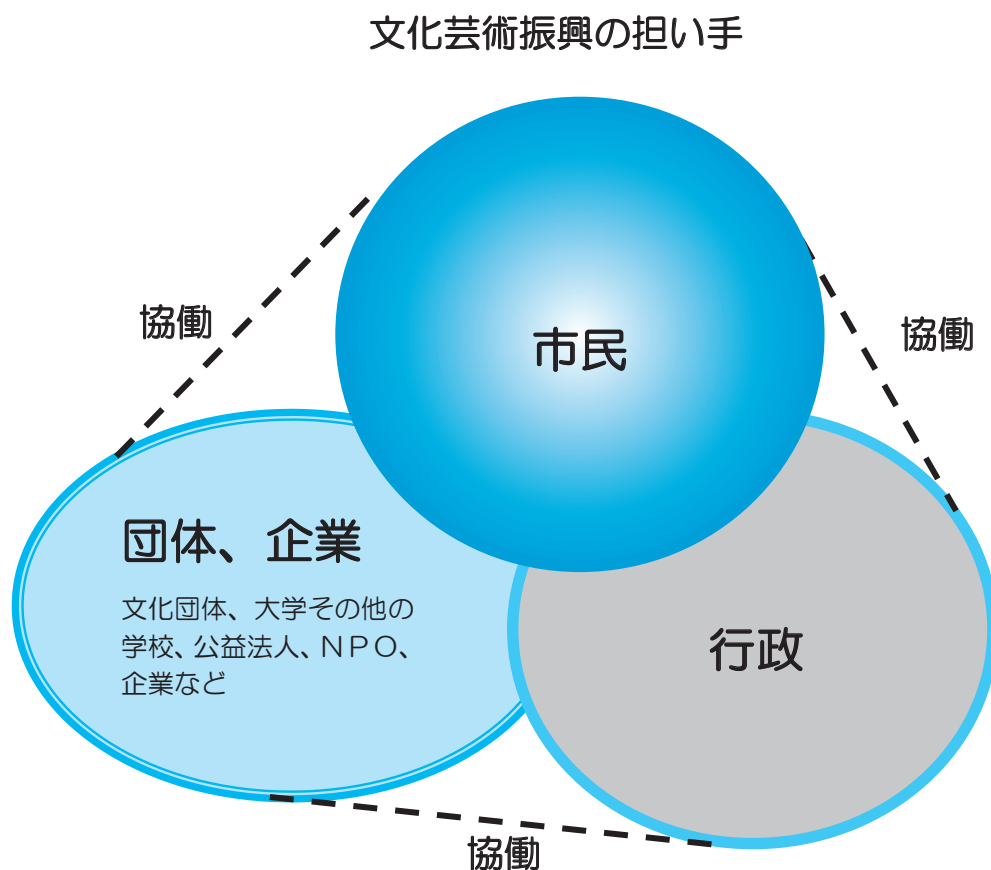 文化芸術振興の担い手
協働
協働
市民
団体、企業
文化団体、大学その他の
学校、公益法人、ＮＰＯ、
企業など
行政
協働